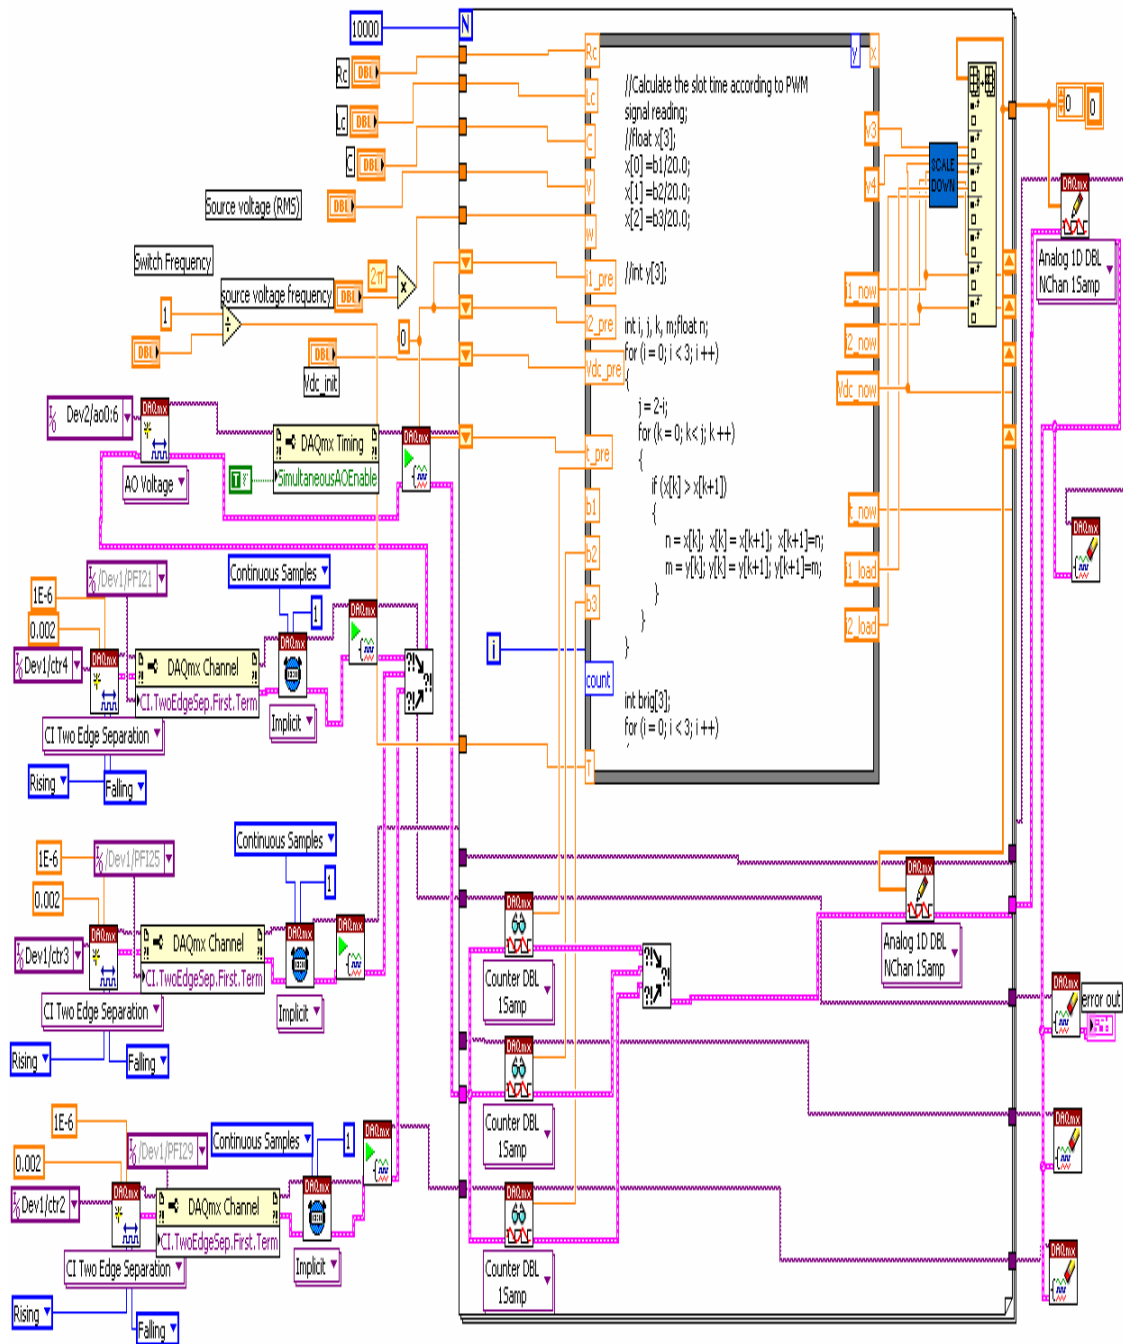 10000
N
Rc
DBL
Lc
DBL
C
DBL
Source voltage (RMS)
DBL
Switch Frequency
2π
source voltage frequency
DBL
x
1
÷
DBL
0
DBL
Vdc_init
Rc
Lc
C
V
w
i1_pre
i2_pre
Vdc_pre
t_pre
b1
b2
b3
i
count
T
//Calculate the slot time according to PWM
signal reading;
//float x[3];
x[0] =b1/20.0;
x[1] =b2/20.0;
x[2] =b3/20.0;
//int y[3];
int i, j, k, m;float n;
for (i = 0; i < 3; i ++)
{
j = 2-i;
for (k = 0; k< j; k ++)
{
if (x[k] > x[k+1])
{
n = x[k]; x[k] = x[k+1]; x[k+1]=n;
m = y[k]; y[k] = y[k+1]; y[k+1]=m;
}
}
}
int brig[3];
for (i = 0; i < 3; i ++)
y
x
v3
v4
i1_now
i2_now
Vdc_now
t_now
i1_load
i2_load
SCALE
DOWN
0
0
DAQmx
Analog 1D DBL
NChan 1Samp
Dev2/ao0:6
DAQmx
AO Voltage
DAQmx Timing
SimultaneousAOEnable
T
DAQmx
DAQmx
/Dev1/PFI21
1E-6
0.002
Dev1/ctr4
DAQmx
DAQmx Channel
CI.TwoEdgeSep.First.Term
CI Two Edge Separation
Rising
Falling
Continuous Samples
1
DAQmx
Implicit
DAQmx
/Dev1/PFI25
1E-6
0.002
Dev1/ctr3
DAQmx
DAQmx Channel
CI.TwoEdgeSep.First.Term
CI Two Edge Separation
Rising
Falling
Continuous Samples
1
DAQmx
Implicit
DAQmx
DAQmx
Counter DBL
1Samp
DAQmx
Analog 1D DBL
NChan 1Samp
DAQmx
error out
DAQmx
Counter DBL
1Samp
/Dev1/PFI29
1E-6
0.002
Dev1/ctr2
DAQmx
DAQmx Channel
CI.TwoEdgeSep.First.Term
CI Two Edge Separation
Rising
Falling
Continuous Samples
1
DAQmx
Implicit
DAQmx
DAQmx
DAQmx
Counter DBL
1Samp
DAQmx